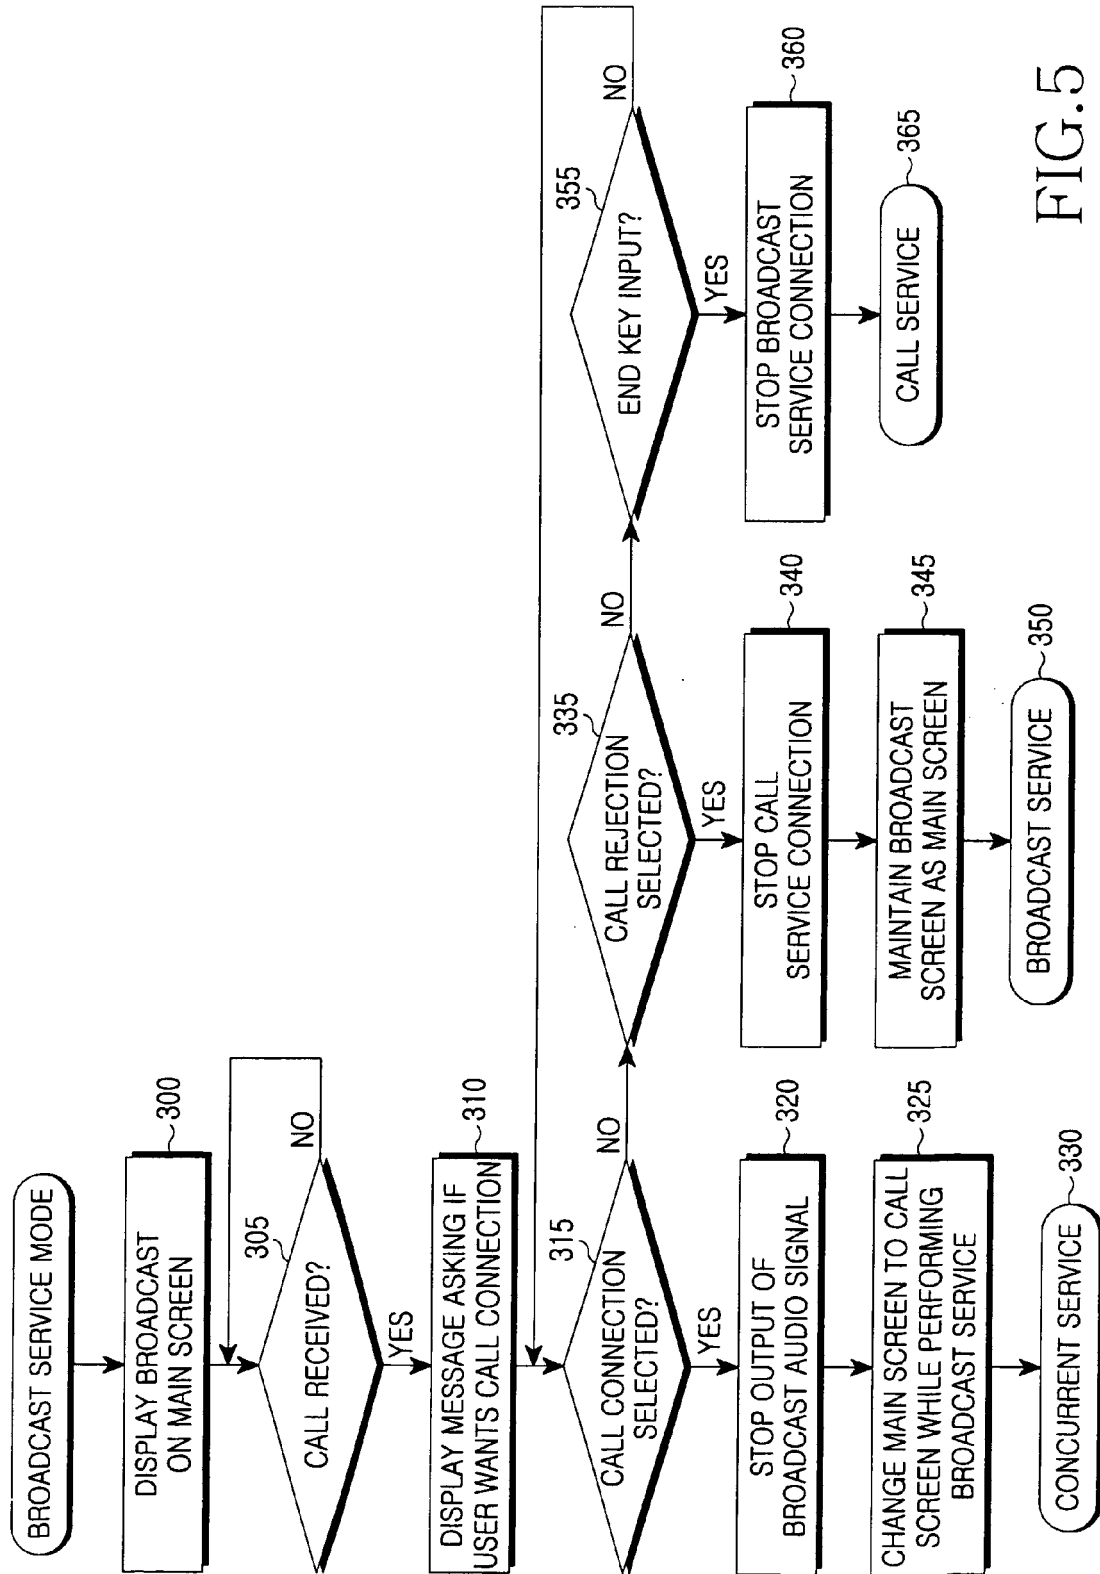 BROADCAST SERVICE MODE
DISPLAY BROADCAST
ON MAIN SCREEN
300
305
CALL RECEIVED?
NO
YES
DISPLAY MESSAGE ASKING IF
USER WANTS CALL CONNECTION
310
315
CALL CONNECTION
SELECTED?
NO
YES
STOP OUTPUT OF
BROADCAST AUDIO SIGNAL
320
CHANGE MAIN SCREEN TO CALL
SCREEN WHILE PERFORMING
BROADCAST SERVICE
325
CONCURRENT SERVICE
330
335
CALL REJECTION
SELECTED?
NO
YES
STOP CALL
SERVICE CONNECTION
340
MAINTAIN BROADCAST
SCREEN AS MAIN SCREEN
345
BROADCAST SERVICE
350
355
END KEY INPUT?
NO
YES
STOP BROADCAST
SERVICE CONNECTION
360
CALL SERVICE
365
FIG.5